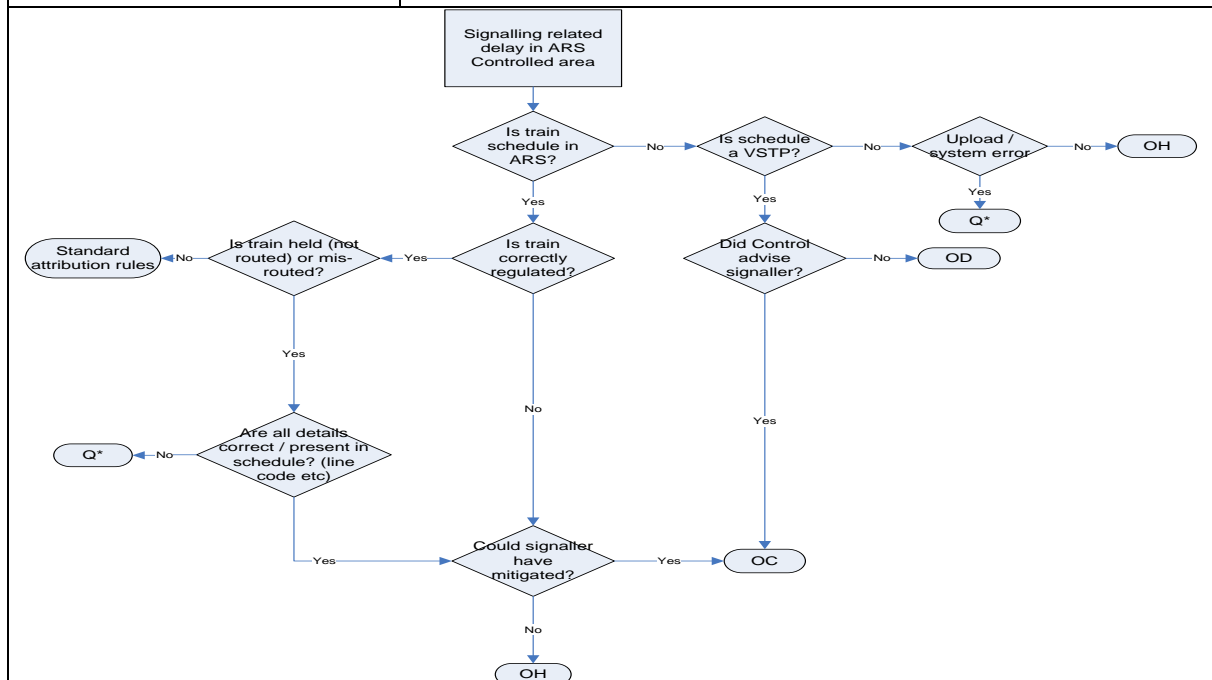 Signalling related
delay in ARS
Controlled area
Is train
schedule in
ARS?
No
Is schedule
a VSTP?
No
Upload /
system error
No
OH
Yes
Yes
Yes
Q*
Standard
attribution rules
No
Is train held (not
routed) or mis-
routed?
Yes
Is train
correctly
regulated?
Did Control
advise
signaller?
No
OD
Yes
No
Yes
Q*
No
Are all details
correct / present in
schedule? (line
code etc)
Yes
Could signaller
have
mitigated?
Yes
OC
No
OH